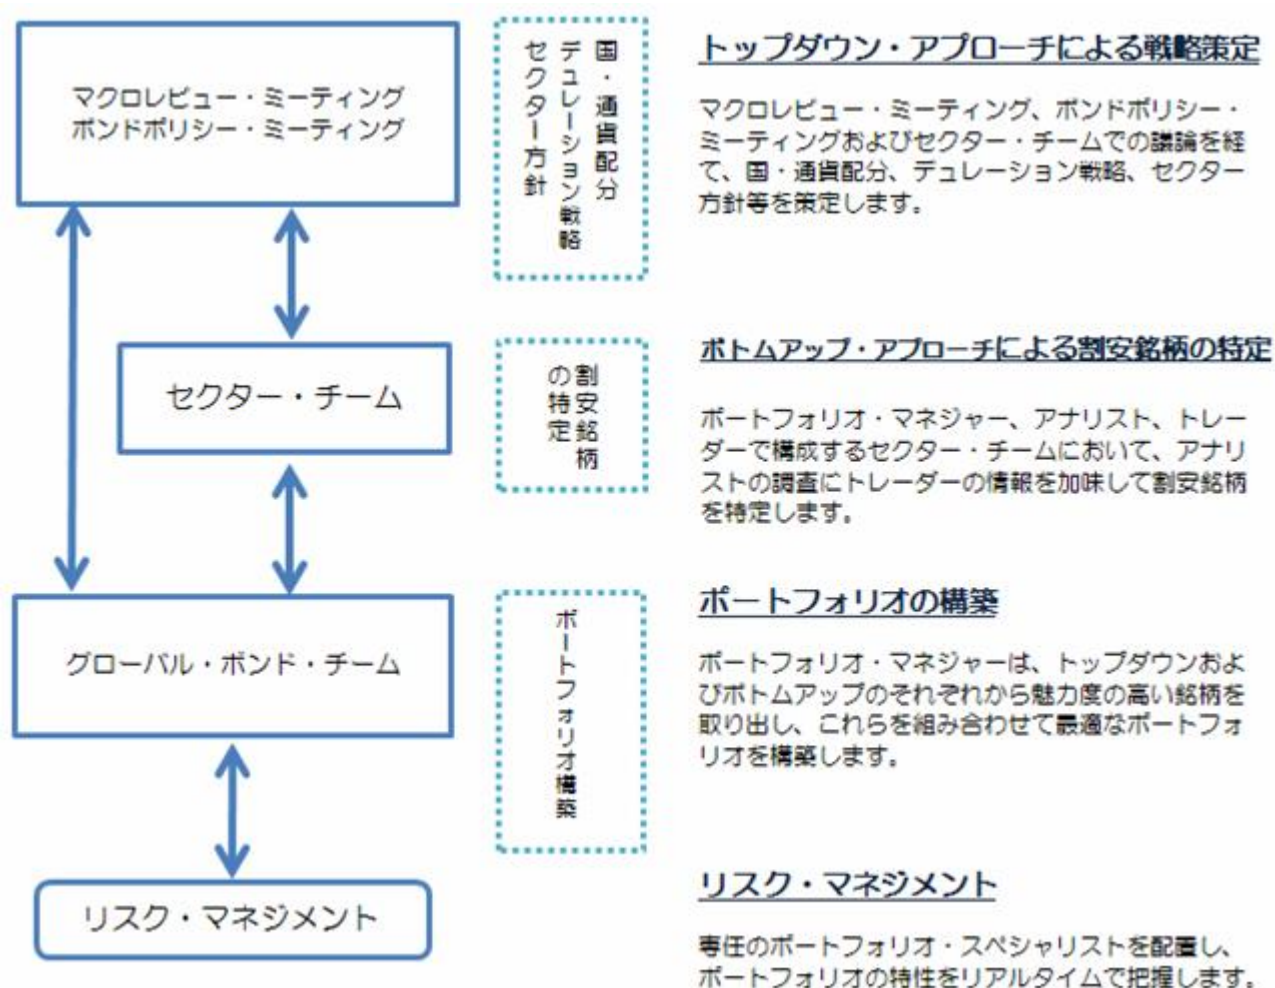 マクロレビュー・ミーティング
ボンドポリシー・ミーティング
国・通貨配分
デュレーション戦略
セクター方針
トップダウン・アプローチによる戦略策定
マクロレビュー・ミーティング、ボンドポリシー・
ミーティングおよびセクター・チームでの議論を経
て、国・通貨配分、デュレーション戦略、セクター
方針等を策定します。
セクター・チーム
割安銘柄
の特定
ボトムアップ・アプローチによる割安銘柄の特定
ポートフォリオ・マネジャー、アナリスト、トレー
ダーで構成するセクター・チームにおいて、アナリ
ストの調査にトレーダーの情報を加味して割安銘柄
を特定します。
グローバル・ボンド・チーム
ポートフォリオ構築
ポートフォリオの構築
ポートフォリオ・マネジャーは、トップダウンおよ
びボトムアップのそれぞれから魅力度の高い銘柄を
取り出し、これらを組み合わせて最適なポートフォ
リオを構築します。
リスク・マネジメント
リスク・マネジメント
専任のポートフォリオ・スペシャリストを配置し、
ポートフォリオの特性をリアルタイムで把握します。